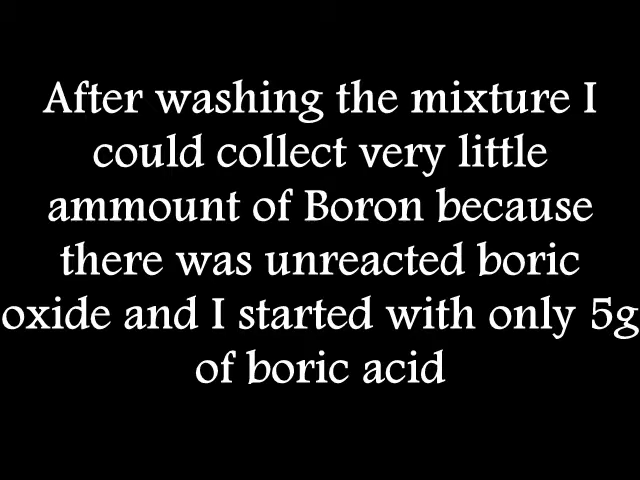 After washing the mixture I
could collect very little
ammount of Boron because
there was unreacted boric
oxide and I started with only 5g
of boric acid